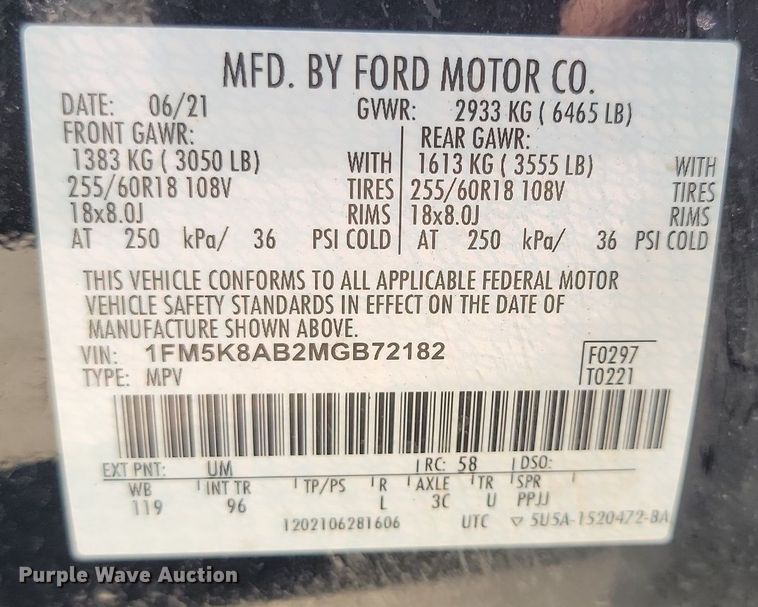 MFD. BY FORD MOTOR CO.
DATE: 06/21 GVWR: 2933 KG ( 6465 LB)
FRONT GAWR: REAR GAWR:
1383 KG ( 3050 LB) WITH 1613 KG ( 3555 LB) WITH
255/60R18 108V TIRES 255/60R18 108V TIRES
18x8.0J RIMS 18x8.0J RIMS
AT 250 kPa/ 36 PSI COLD AT 250 kPa/ 36 PSI COLD
THIS VEHICLE CONFORMS TO ALL APPLICABLE FEDERAL MOTOR
VEHICLE SAFETY STANDARDS IN EFFECT ON THE DATE OF
MANUFACTURE SHOWN ABOVE.
VIN: 1FM5K8AB2MGB72182 F0297
TYPE: MPV T0221
EXT PNT: UM RC: 58 DSO:
WB INT TR TP/PS R AXLE TR SPR
119 96 L 3C U PPJJ
1202106281606 UTC ▽ 5U5A-1520472-BA
Purple Wave Auction